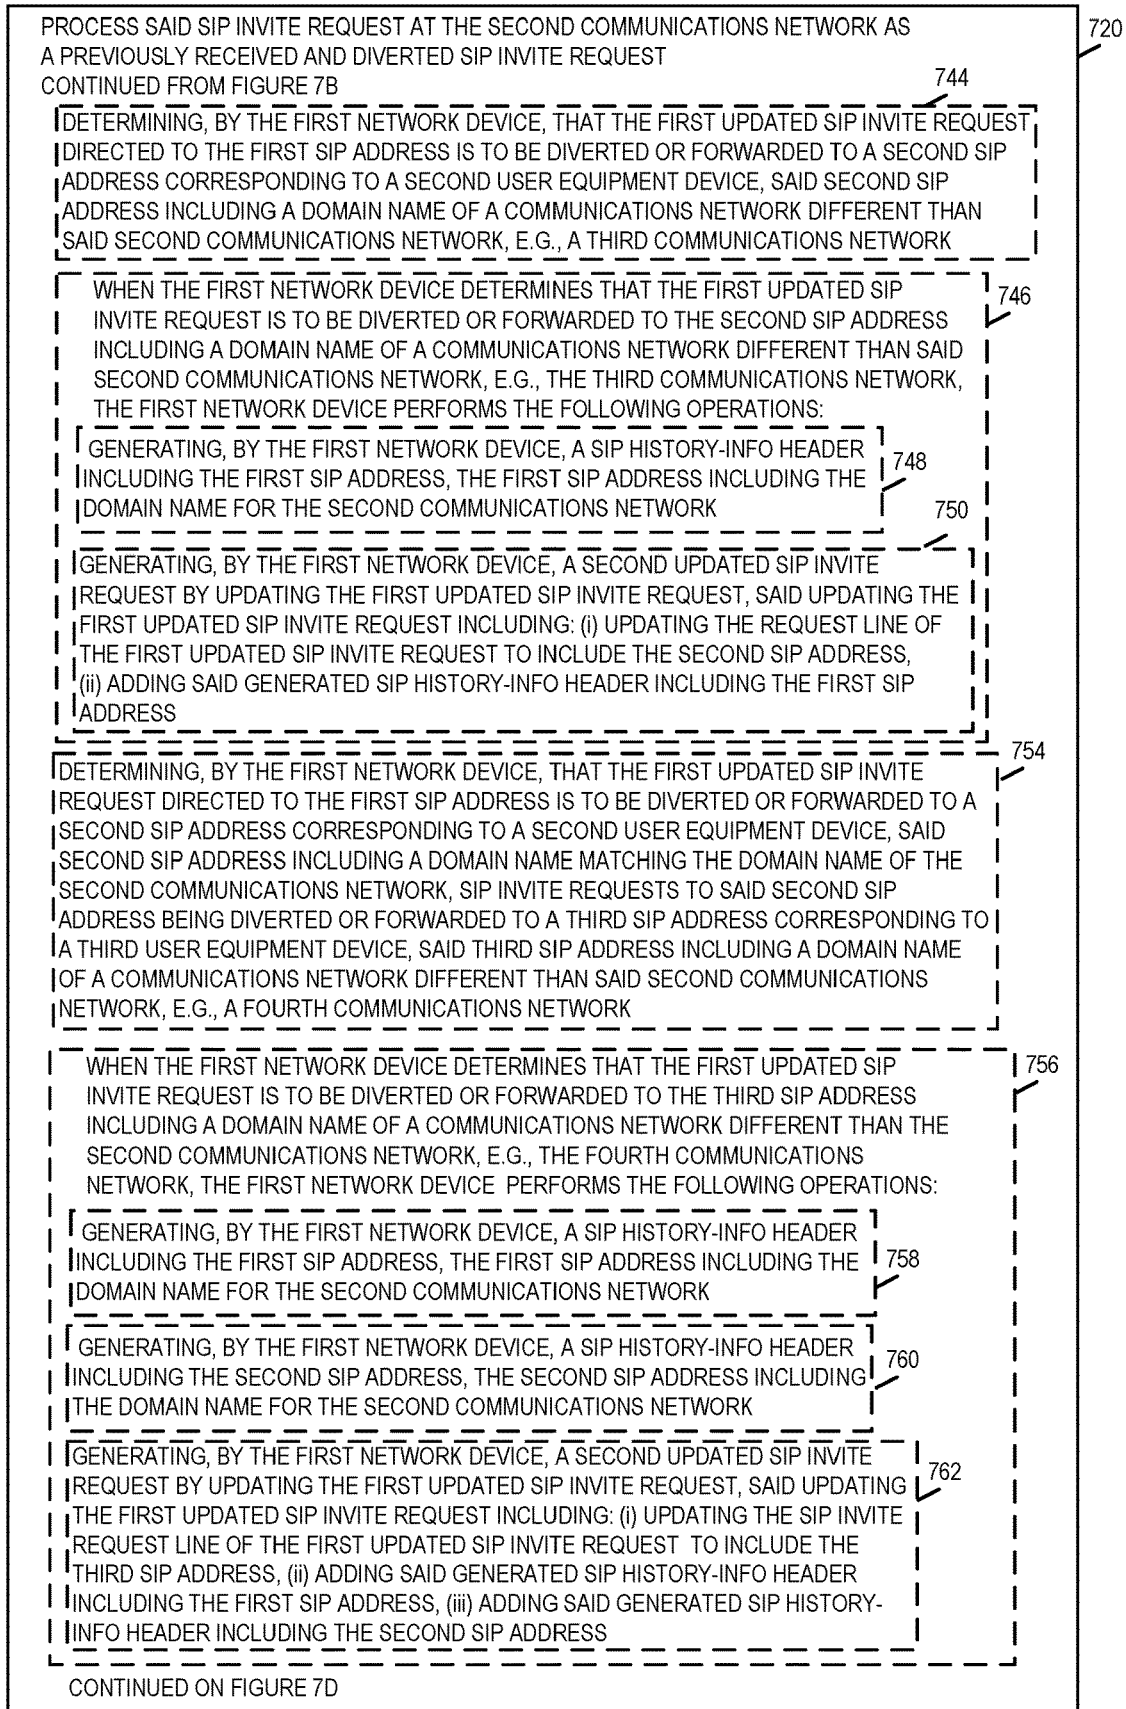 PROCESS SAID SIP INVITE REQUEST AT THE SECOND COMMUNICATIONS NETWORK AS
A PREVIOUSLY RECEIVED AND DIVERTED SIP INVITE REQUEST
CONTINUED FROM FIGURE 7B
720
744
DETERMINING, BY THE FIRST NETWORK DEVICE, THAT THE FIRST UPDATED SIP INVITE REQUEST
DIRECTED TO THE FIRST SIP ADDRESS IS TO BE DIVERTED OR FORWARDED TO A SECOND SIP
ADDRESS CORRESPONDING TO A SECOND USER EQUIPMENT DEVICE, SAID SECOND SIP
ADDRESS INCLUDING A DOMAIN NAME OF A COMMUNICATIONS NETWORK DIFFERENT THAN
SAID SECOND COMMUNICATIONS NETWORK, E.G., A THIRD COMMUNICATIONS NETWORK
746
WHEN THE FIRST NETWORK DEVICE DETERMINES THAT THE FIRST UPDATED SIP
INVITE REQUEST IS TO BE DIVERTED OR FORWARDED TO THE SECOND SIP ADDRESS
INCLUDING A DOMAIN NAME OF A COMMUNICATIONS NETWORK DIFFERENT THAN SAID
SECOND COMMUNICATIONS NETWORK, E.G., THE THIRD COMMUNICATIONS NETWORK,
THE FIRST NETWORK DEVICE PERFORMS THE FOLLOWING OPERATIONS:
GENERATING, BY THE FIRST NETWORK DEVICE, A SIP HISTORY-INFO HEADER
INCLUDING THE FIRST SIP ADDRESS, THE FIRST SIP ADDRESS INCLUDING THE
DOMAIN NAME FOR THE SECOND COMMUNICATIONS NETWORK
748
750
GENERATING, BY THE FIRST NETWORK DEVICE, A SECOND UPDATED SIP INVITE
REQUEST BY UPDATING THE FIRST UPDATED SIP INVITE REQUEST, SAID UPDATING THE
FIRST UPDATED SIP INVITE REQUEST INCLUDING: (i) UPDATING THE REQUEST LINE OF
THE FIRST UPDATED SIP INVITE REQUEST TO INCLUDE THE SECOND SIP ADDRESS,
(ii) ADDING SAID GENERATED SIP HISTORY-INFO HEADER INCLUDING THE FIRST SIP
ADDRESS
754
DETERMINING, BY THE FIRST NETWORK DEVICE, THAT THE FIRST UPDATED SIP INVITE
REQUEST DIRECTED TO THE FIRST SIP ADDRESS IS TO BE DIVERTED OR FORWARDED TO A
SECOND SIP ADDRESS CORRESPONDING TO A SECOND USER EQUIPMENT DEVICE, SAID
SECOND SIP ADDRESS INCLUDING A DOMAIN NAME MATCHING THE DOMAIN NAME OF THE
SECOND COMMUNICATIONS NETWORK, SIP INVITE REQUESTS TO SAID SECOND SIP
ADDRESS BEING DIVERTED OR FORWARDED TO A THIRD SIP ADDRESS CORRESPONDING TO
A THIRD USER EQUIPMENT DEVICE, SAID THIRD SIP ADDRESS INCLUDING A DOMAIN NAME
OF A COMMUNICATIONS NETWORK DIFFERENT THAN SAID SECOND COMMUNICATIONS
NETWORK, E.G., A FOURTH COMMUNICATIONS NETWORK
756
WHEN THE FIRST NETWORK DEVICE DETERMINES THAT THE FIRST UPDATED SIP
INVITE REQUEST IS TO BE DIVERTED OR FORWARDED TO THE THIRD SIP ADDRESS
INCLUDING A DOMAIN NAME OF A COMMUNICATIONS NETWORK DIFFERENT THAN THE
SECOND COMMUNICATIONS NETWORK, E.G., THE FOURTH COMMUNICATIONS
NETWORK, THE FIRST NETWORK DEVICE PERFORMS THE FOLLOWING OPERATIONS:
GENERATING, BY THE FIRST NETWORK DEVICE, A SIP HISTORY-INFO HEADER
INCLUDING THE FIRST SIP ADDRESS, THE FIRST SIP ADDRESS INCLUDING THE
DOMAIN NAME FOR THE SECOND COMMUNICATIONS NETWORK
758
GENERATING, BY THE FIRST NETWORK DEVICE, A SIP HISTORY-INFO HEADER
INCLUDING THE SECOND SIP ADDRESS, THE SECOND SIP ADDRESS INCLUDING
THE DOMAIN NAME FOR THE SECOND COMMUNICATIONS NETWORK
760
GENERATING, BY THE FIRST NETWORK DEVICE, A SECOND UPDATED SIP INVITE
REQUEST BY UPDATING THE FIRST UPDATED SIP INVITE REQUEST, SAID UPDATING
THE FIRST UPDATED SIP INVITE REQUEST INCLUDING: (i) UPDATING THE SIP INVITE
REQUEST LINE OF THE FIRST UPDATED SIP INVITE REQUEST TO INCLUDE THE
THIRD SIP ADDRESS, (ii) ADDING SAID GENERATED SIP HISTORY-INFO HEADER
INCLUDING THE FIRST SIP ADDRESS, (iii) ADDING SAID GENERATED SIP HISTORY-
INFO HEADER INCLUDING THE SECOND SIP ADDRESS
762
CONTINUED ON FIGURE 7D